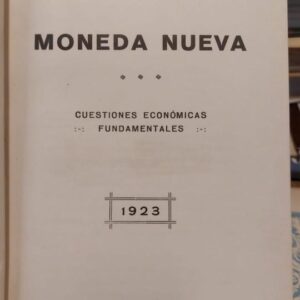 MONEDA NUEVA
CUESTIONES ECONÓMICAS
:-: FUNDAMENTALES :-:
1923